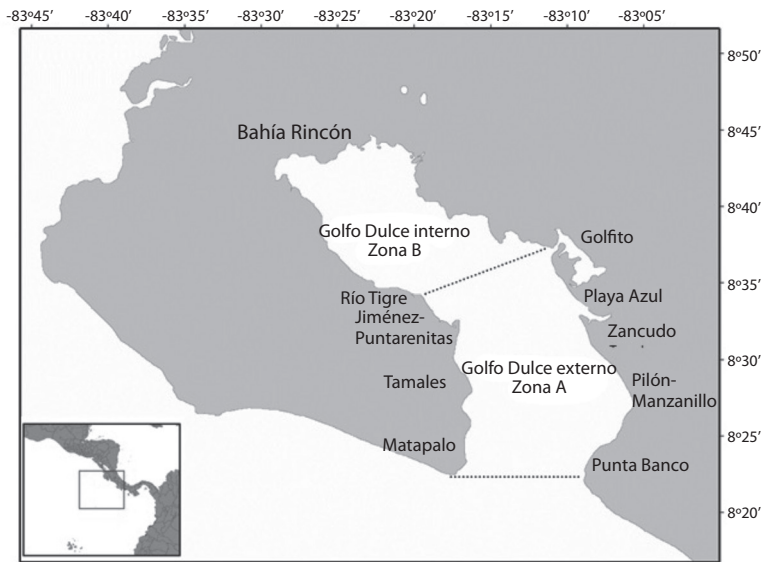 -83°45’ -83°40’ -83°35’ -83°30’ -83°25’ -83°20’ -83°15’ -83°10’ -83°05’
8°50’
Bahía Rincón
8°45’
8°40’
Golfo Dulce interno
Zona B
Golfito
8°35’
Río Tigre
Jiménez-
Puntarenitas
Playa Azul
Zancudo
8°30’
Golfo Dulce externo
Zona A
Tamales
Pilón-
Manzanillo
8°25’
Matapalo
Punta Banco
8°20’